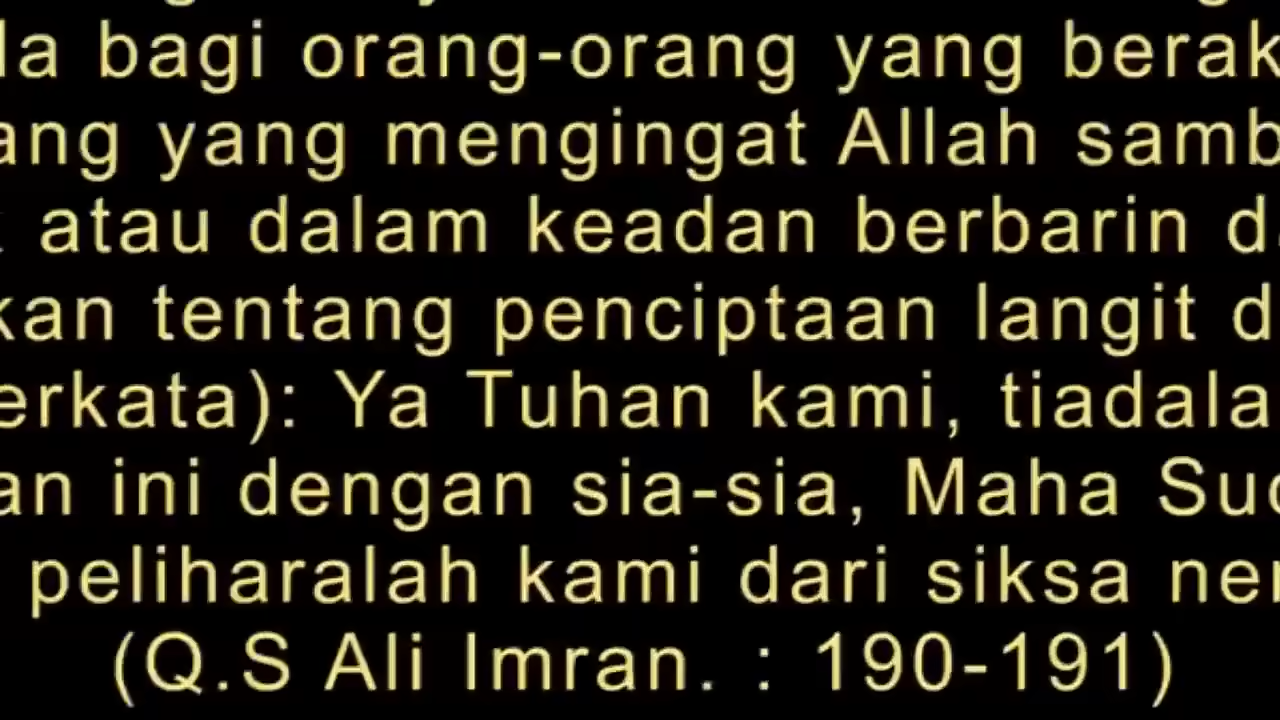 la bagi orang-orang yang berak
ang yang mengingat Allah samb
atau dalam keadan berbarin d
kan tentang penciptaan langit d
erkata): Ya Tuhan kami, tiadala
an ini dengan sia-sia, Maha Suc
peliharalah kami dari siksa ner
(Q.S Ali Imran. : 190-191)